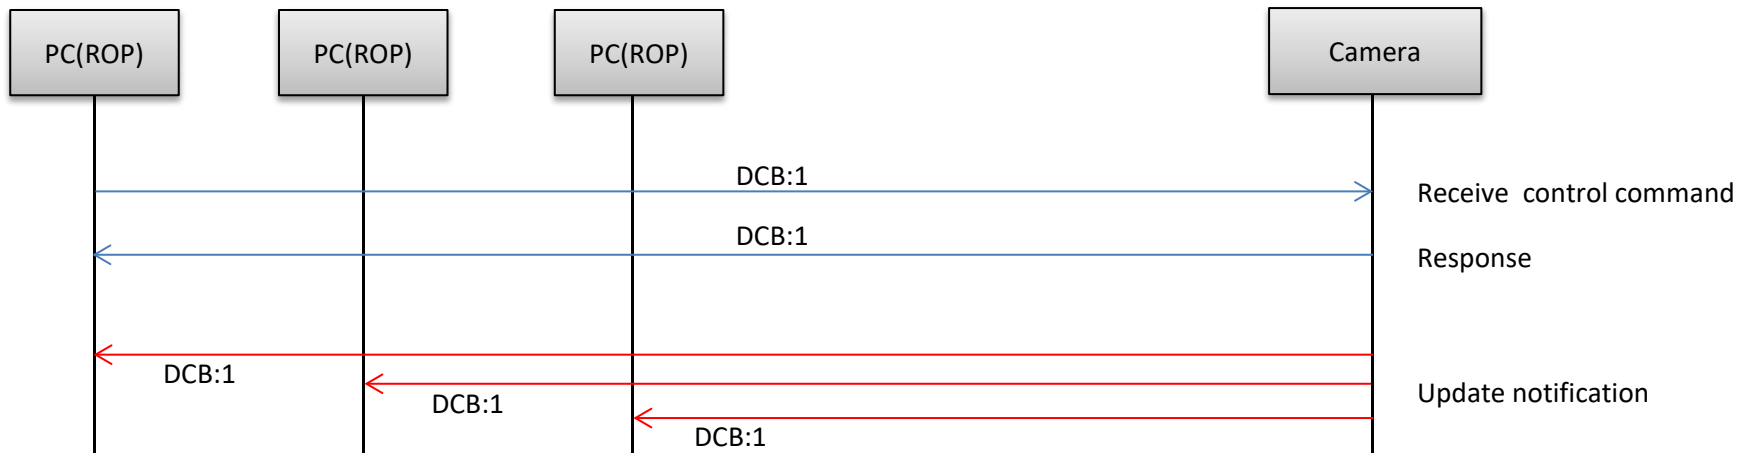 PC(ROP)
PC(ROP)
PC(ROP)
Camera
DCB:1
Receive  control command
DCB:1
Response
DCB:1
DCB:1
Update notification
DCB:1